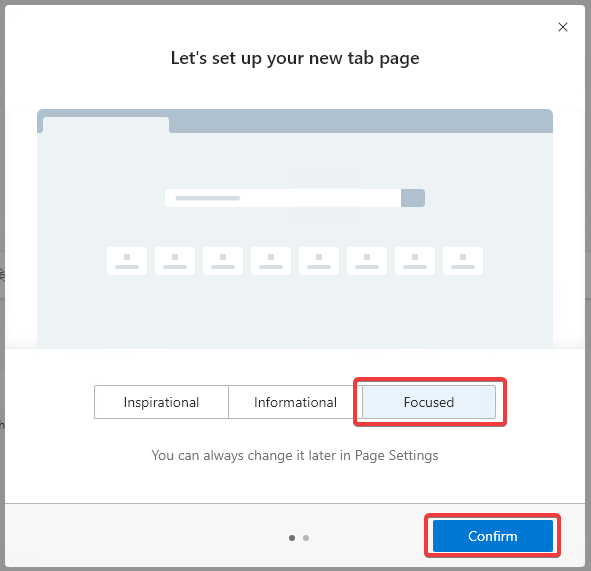 Let's set up your new tab page
Inspirational
Informational
Focused
You can always change it later in Page Settings
Confirm